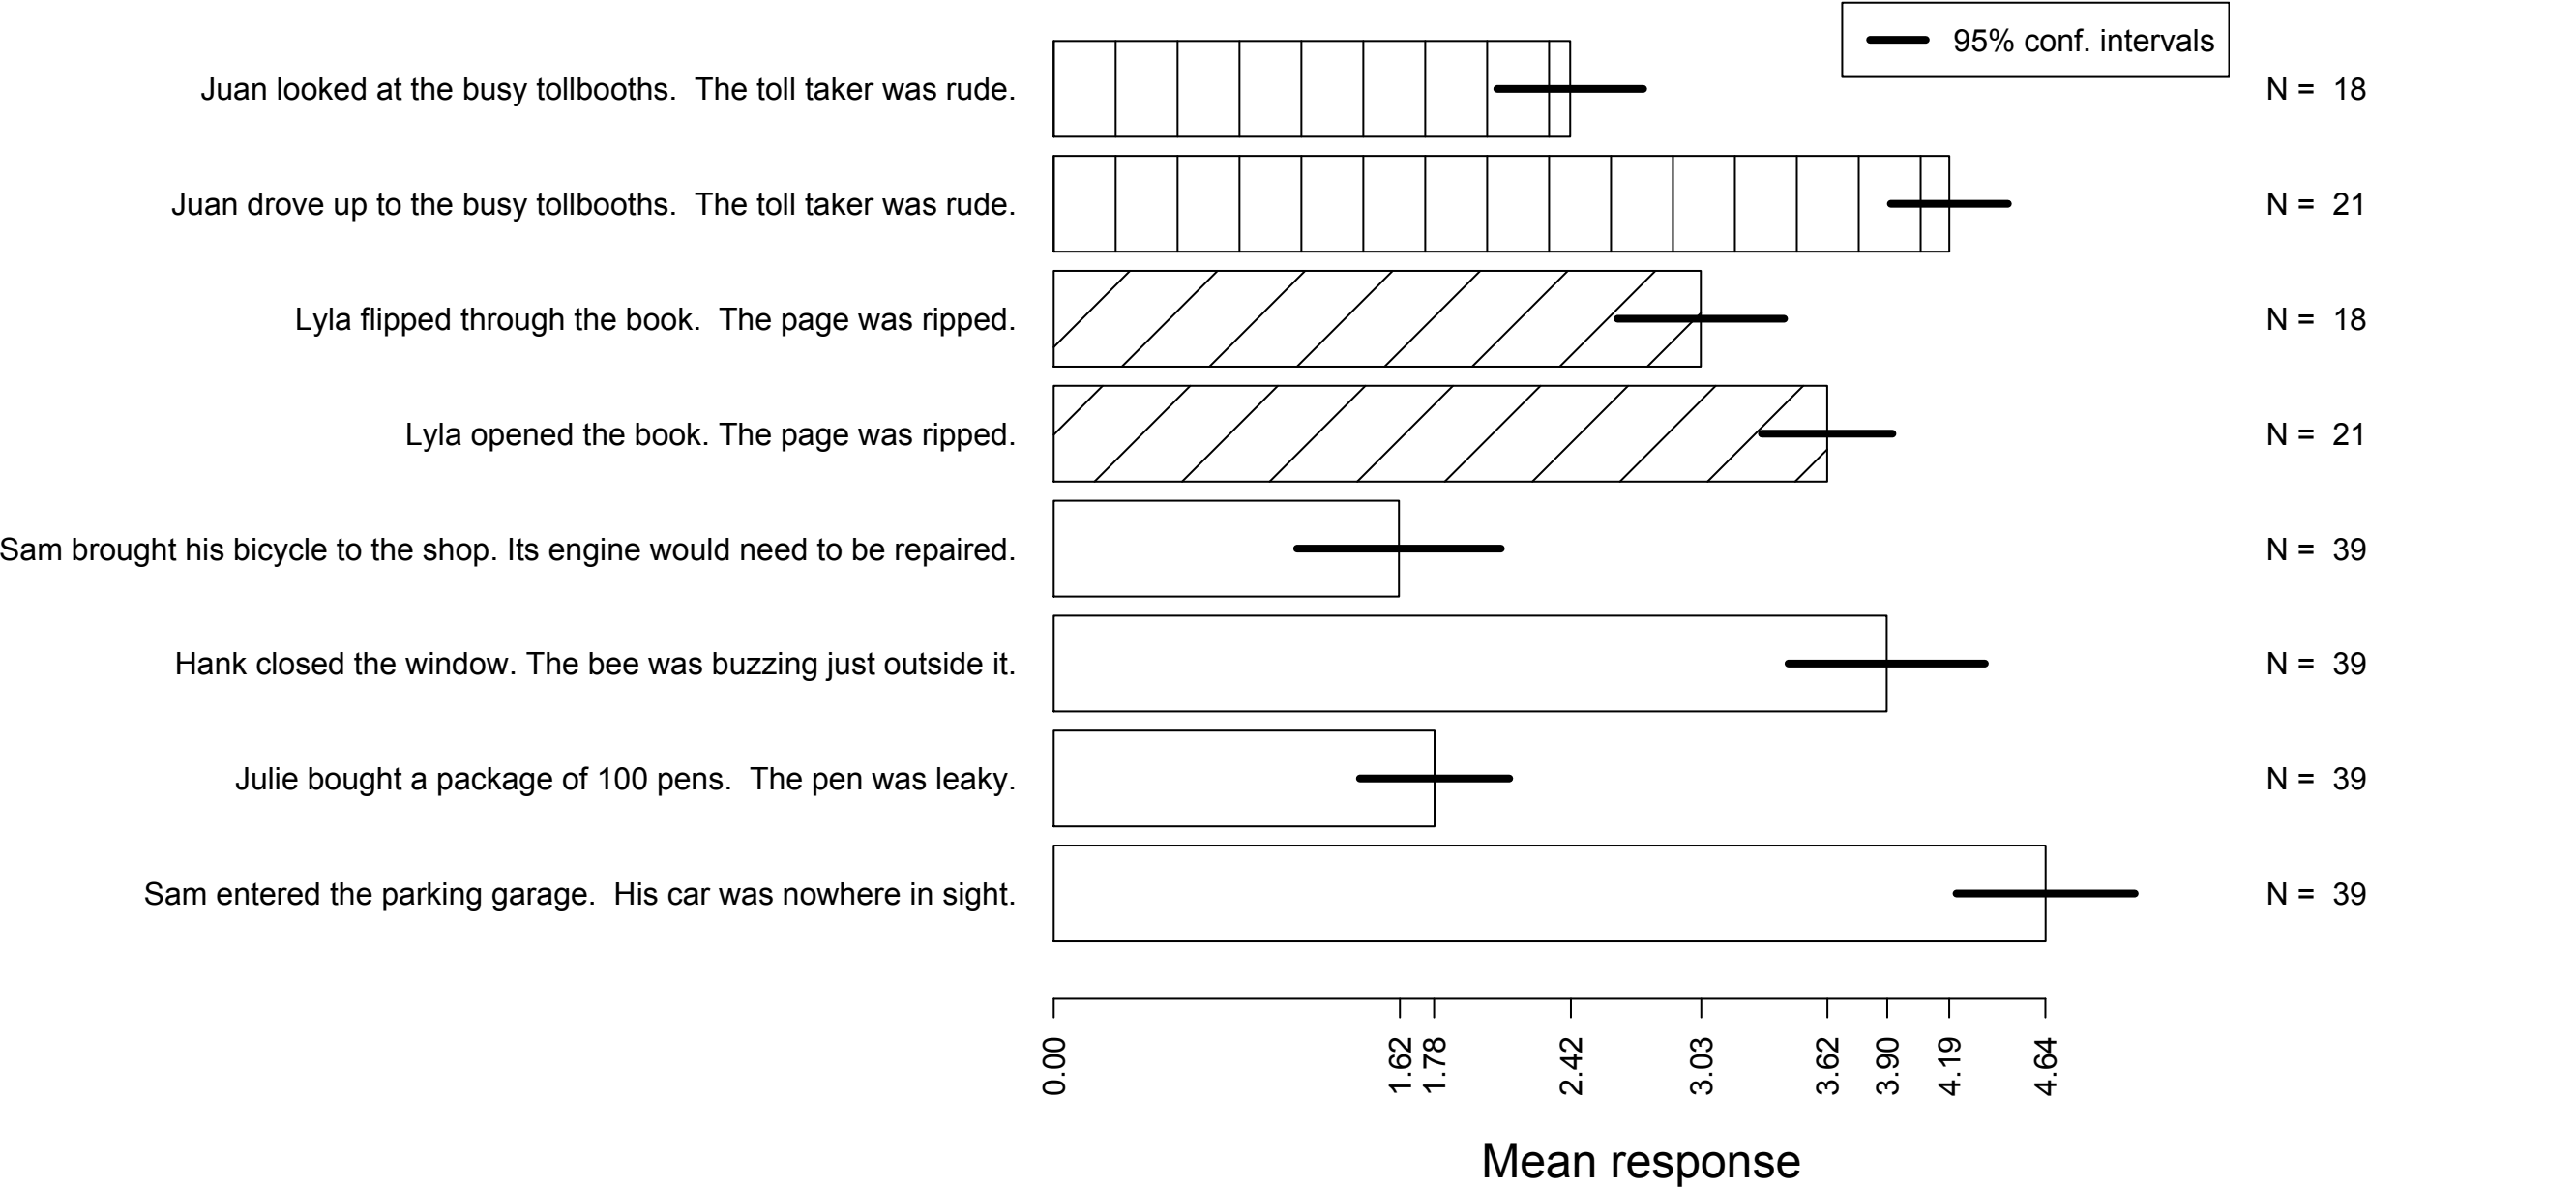 95% conf. intervals
Juan looked at the busy tollbooths.  The toll taker was rude. N =  18
Juan drove up to the busy tollbooths.  The toll taker was rude. N =  21
Lyla flipped through the book.  The page was ripped. N =  18
Lyla opened the book. The page was ripped. N =  21
Sam brought his bicycle to the shop. Its engine would need to be repaired. N =  39
Hank closed the window. The bee was buzzing just outside it. N =  39
Julie bought a package of 100 pens.  The pen was leaky. N =  39
Sam entered the parking garage.  His car was nowhere in sight. N =  39
0.00 1.62 1.78 2.42 3.03 3.62 3.90 4.19 4.64
Mean response